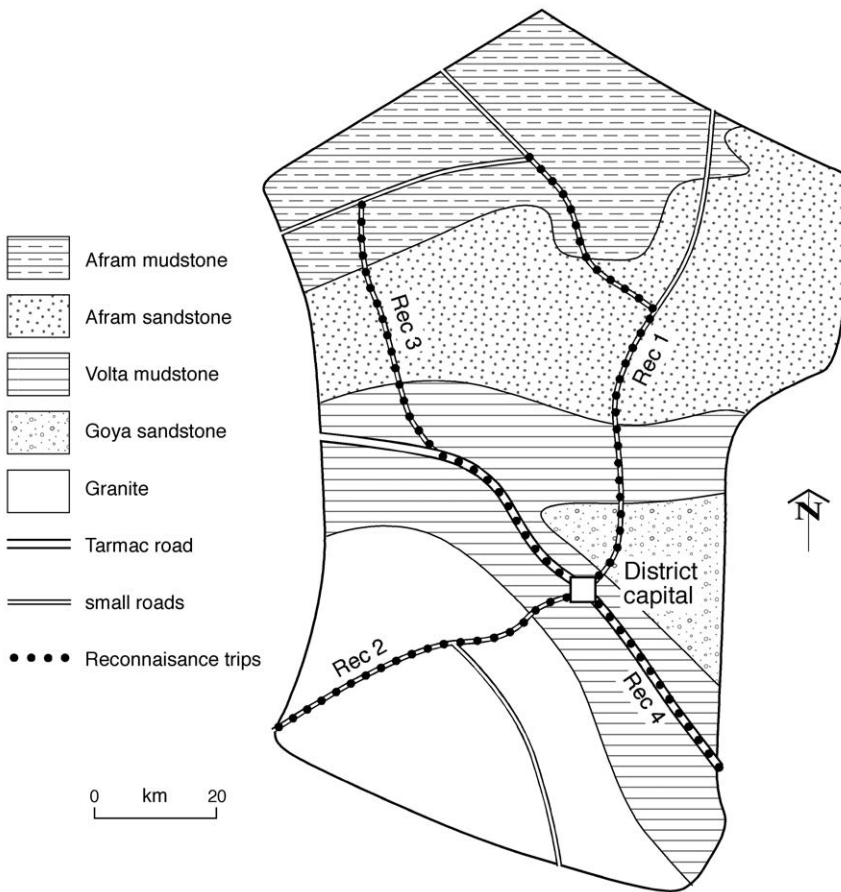 Afram mudstone
Afram sandstone
Volta mudstone
Goya sandstone
Granite
Tarmac road
small roads
Reconnaisance trips
0 km 20
Rec 3
Rec 1
District
capital
Rec 2
Rec 4
N